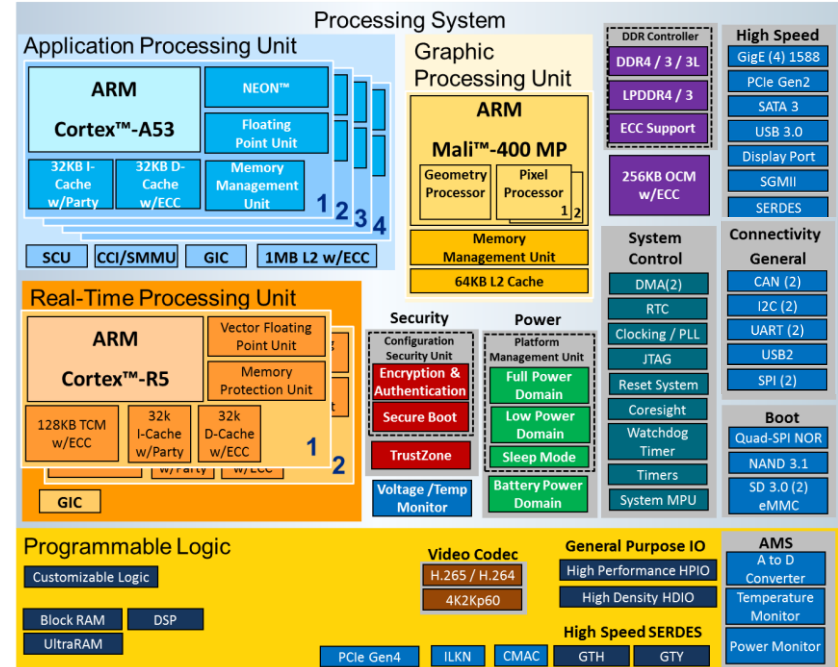 Processing System
Application Processing Unit
ARM
Cortex™-A53
NEON™
Floating
Point Unit
32KB I-
Cache
w/Party
32KB D-
Cache
w/ECC
Memory
Management
Unit
1
2
3
4
SCU
CCI/SMMU
GIC
1MB L2 w/ECC
Graphic
Processing Unit
ARM
Mali™-400 MP
Geometry
Processor
Pixel
Processor
1
2
Memory
Management Unit
64KB L2 Cache
DDR Controller
DDR4 / 3 / 3L
LPDDR4 / 3
ECC Support
256KB OCM
w/ECC
High Speed
GigE (4) 1588
PCIe Gen2
SATA 3
USB 3.0
Display Port
SGMII
SERDES
Real-Time Processing Unit
ARM
Cortex™-R5
Vector Floating
Point Unit
Memory
Protection Unit
128KB TCM
w/ECC
32k
I-Cache
w/Party
32k
D-Cache
w/ECC
1
w/Party
w/ECC
2
GIC
Security
Configuration
Security Unit
Encryption &
Authentication
Secure Boot
TrustZone
Voltage /Temp
Monitor
Power
Platform
Management Unit
Full Power
Domain
Low Power
Domain
Sleep Mode
Battery Power
Domain
System
Control
DMA(2)
RTC
Clocking / PLL
JTAG
Reset System
Coresight
Watchdog
Timer
Timers
System MPU
Connectivity
General
CAN (2)
I2C (2)
UART (2)
USB2
SPI (2)
Boot
Quad-SPI NOR
NAND 3.1
SD 3.0 (2)
eMMC
Programmable Logic
Customizable Logic
Block RAM
DSP
UltraRAM
Video Codec
H.265 / H.264
4K2Kp60
General Purpose IO
High Performance HPIO
High Density HDIO
High Speed SERDES
PCIe Gen4
ILKN
CMAC
GTH
GTY
AMS
A to D
Converter
Temperature
Monitor
Power Monitor